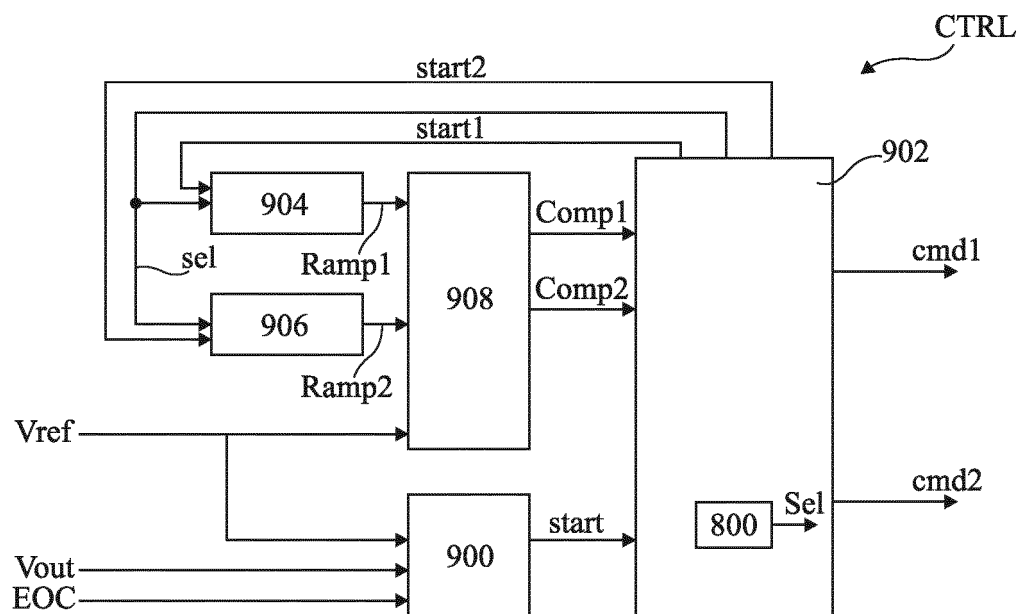 CTRL
start2
start1
902
904
Comp1
sel
Ramp1
cmd1
908
Comp2
906
Ramp2
Vref
cmd2
Sel
800
start
900
Vout
EOC